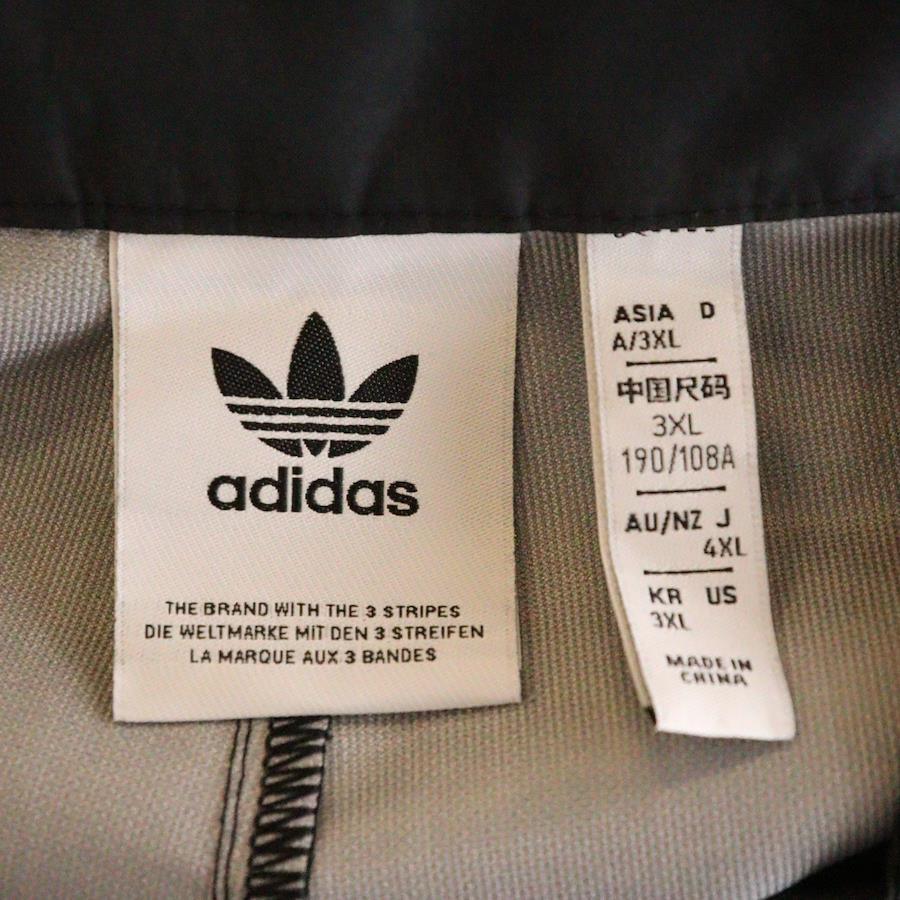 adidas
THE BRAND WITH THE 3 STRIPES
DIE WELTMARKE MIT DEN 3 STREIFEN
LA MARQUE AUX 3 BANDES
ASIA D
A/3XL
中国尺码
3XL
190/108A
AU/NZ J
4XL
KR US
3XL
MADE IN
CHINA